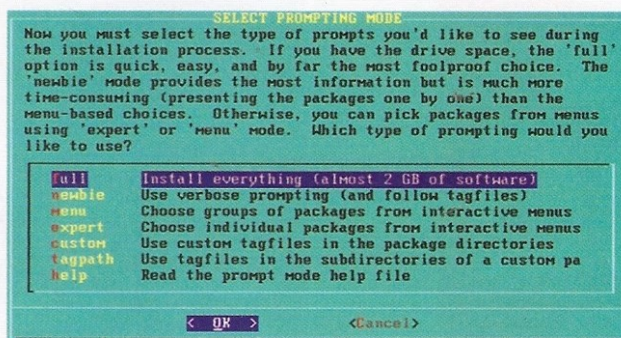 SELECT PROMPTING MODE
Now you must select the type of prompts you'd like to see during
the installation process.  If you have the drive space, the 'full'
option is quick, easy, and by far the most foolproof choice.  The
'newbie' mode provides the most information but is much more
time-consuming (presenting the packages one by one) than the
menu-based choices.  Otherwise, you can pick packages from menus
using 'expert' or 'menu' mode.  Which type of prompting would you
like to use?
full Install everything (almost 2 GB of software)
newbie Use verbose prompting (and follow tagfiles)
menu Choose groups of packages from interactive menus
expert Choose individual packages from interactive menus
custom Use custom tagfiles in the package directories
tagpath Use tagfiles in the subdirectories of a custom pa
help Read the prompt mode help file
< OK > <Cancel>